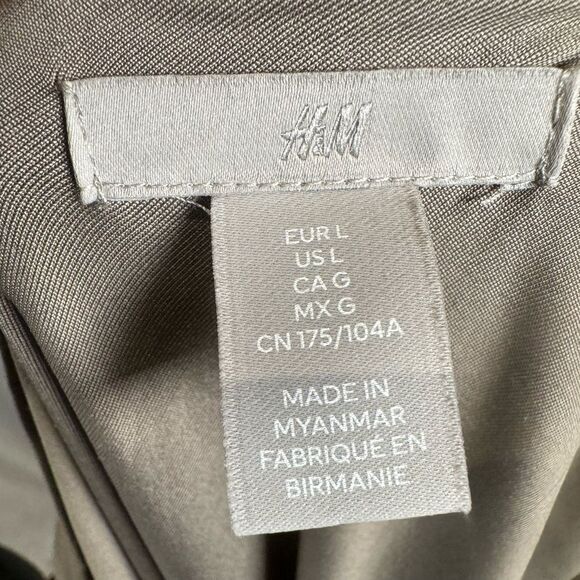 H&M
EUR L
US L
CA G
MX G
CN 175/104A
MADE IN
MYANMAR
FABRIQUÉ EN
BIRMANIE